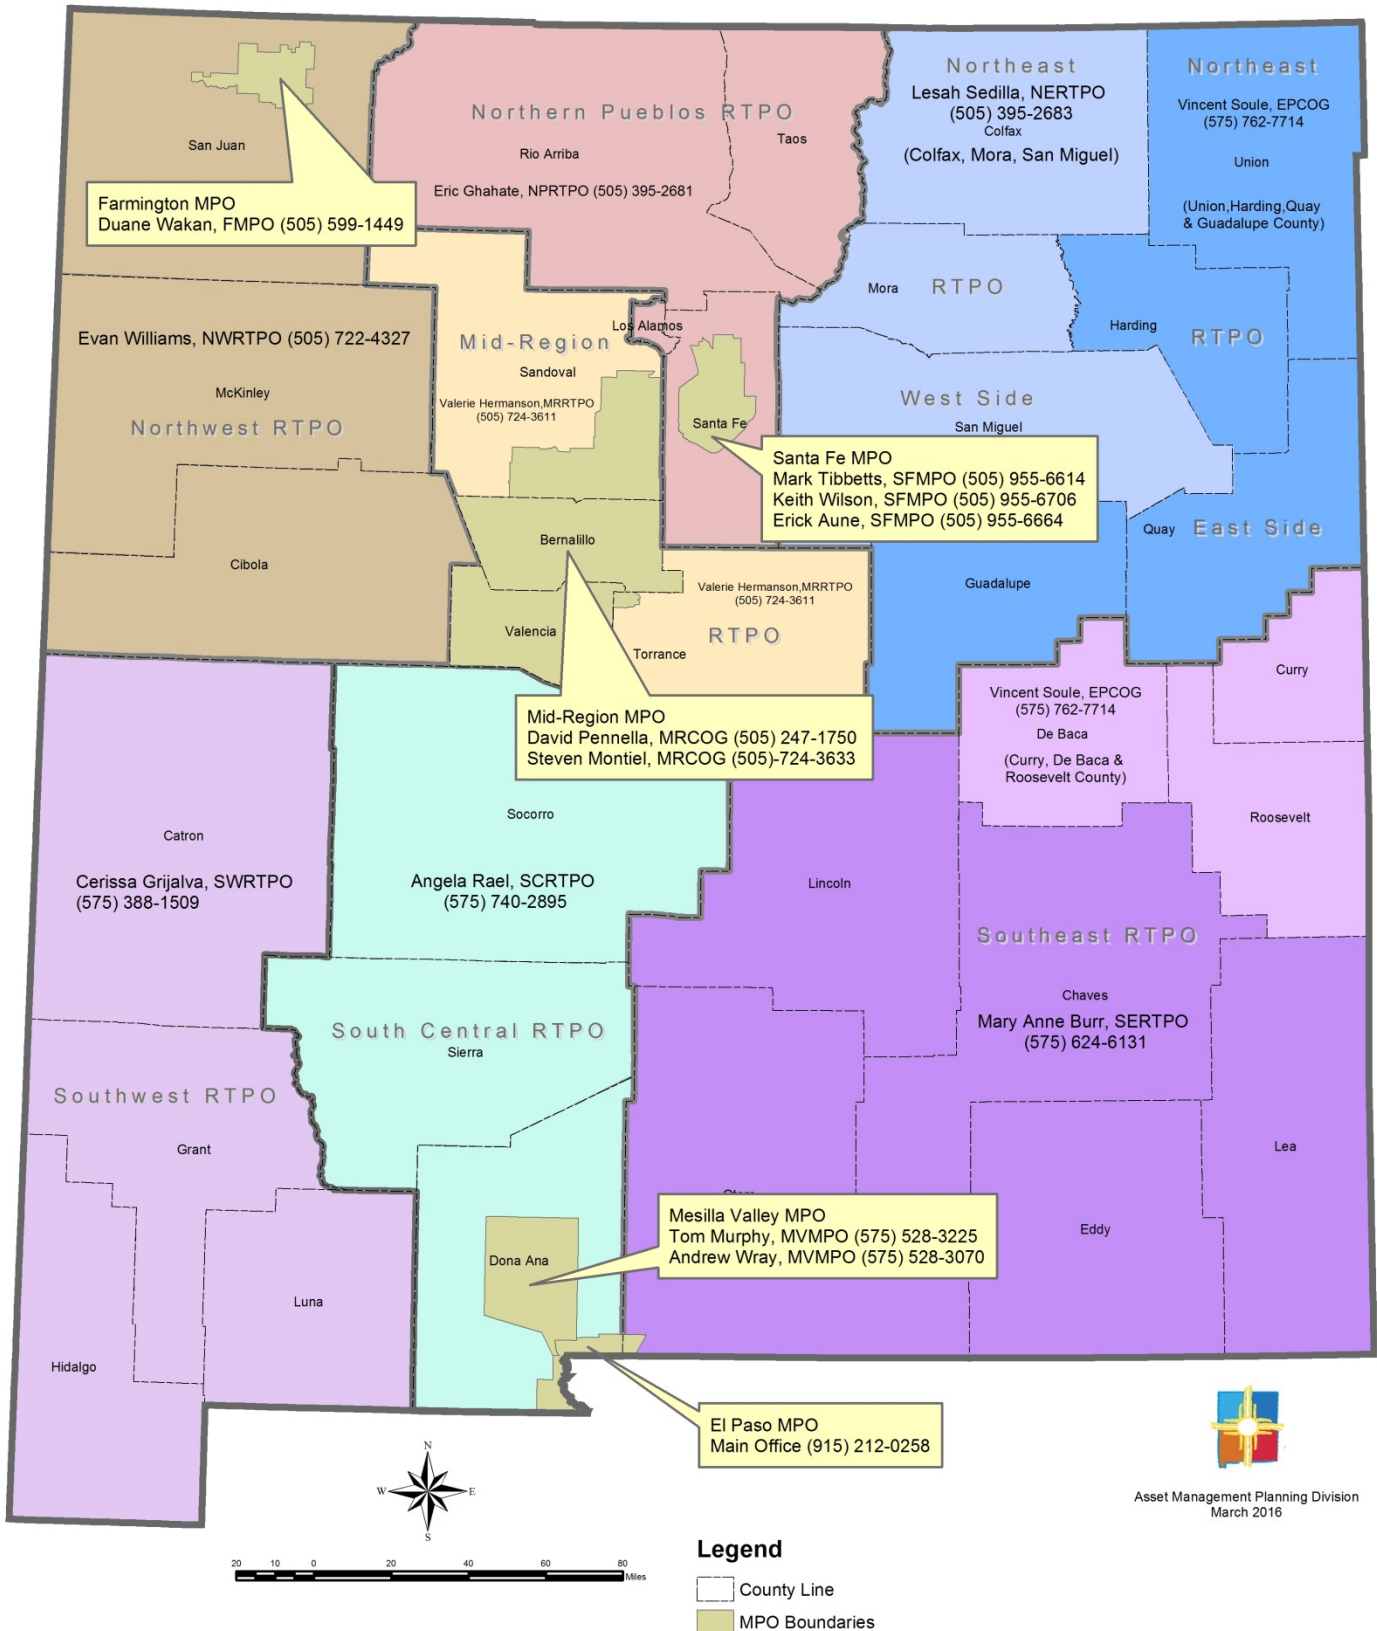 Northeast
Lesah Sedilla, NERTPO
(505) 395-2683
Colfax
(Colfax, Mora, San Miguel)
Northeast
Vincent Soule, EPCOG
(575) 762-7714
Union
(Union,Harding,Quay
& Guadalupe County)
Northern Pueblos RTPO
Taos
Rio Arriba
Eric Ghahate, NPRTPO (505) 395-2681
San Juan
Farmington MPO
Duane Wakan, FMPO (505) 599-1449
Mora
RTPO
Harding
RTPO
Los Alamos
Evan Williams, NWRTPO (505) 722-4327
McKinley
Northwest RTPO
Mid-Region
Sandoval
Valerie Hermanson,MRRTPO
(505) 724-3611
West Side
San Miguel
Santa Fe
Santa Fe MPO
Mark Tibbetts, SFMPO (505) 955-6614
Keith Wilson, SFMPO (505) 955-6706
Erick Aune, SFMPO (505) 955-6664
Quay
East Side
Cibola
Bernalillo
Guadalupe
Valerie Hermanson,MRRTPO
(505) 724-3611
RTPO
Valencia
Torrance
Curry
Vincent Soule, EPCOG
(575) 762-7714
De Baca
(Curry, De Baca &
Roosevelt County)
Mid-Region MPO
David Pennella, MRCOG (505) 247-1750
Steven Montiel, MRCOG (505)-724-3633
Socorro
Roosevelt
Catron
Cerissa Grijalva, SWRTPO
(575) 388-1509
Angela Rael, SCRTPO
(575) 740-2895
Lincoln
Southeast RTPO
Chaves
Mary Anne Burr, SERTPO
(575) 624-6131
South Central RTPO
Sierra
Southwest RTPO
Grant
Lea
Eddy
Mesilla Valley MPO
Tom Murphy, MVMPO (575) 528-3225
Andrew Wray, MVMPO (575) 528-3070
Dona Ana
Luna
Hidalgo
El Paso MPO
Main Office (915) 212-0258
N
W
E
S
Asset Management Planning Division
March 2016
20 10 0 20 40 60 80
Miles
Legend
County Line
MPO Boundaries